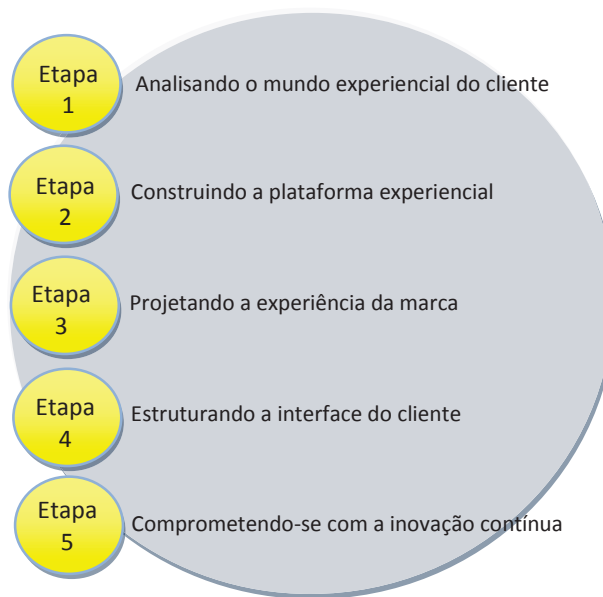 Etapa
1
Analisando o mundo experiencial do cliente
Etapa
2
Construindo a plataforma experiencial
Etapa
3
Projetando a experiência da marca
Etapa
4
Estruturando a interface do cliente
Etapa
5
Comprometendo-se com a inovação contínua